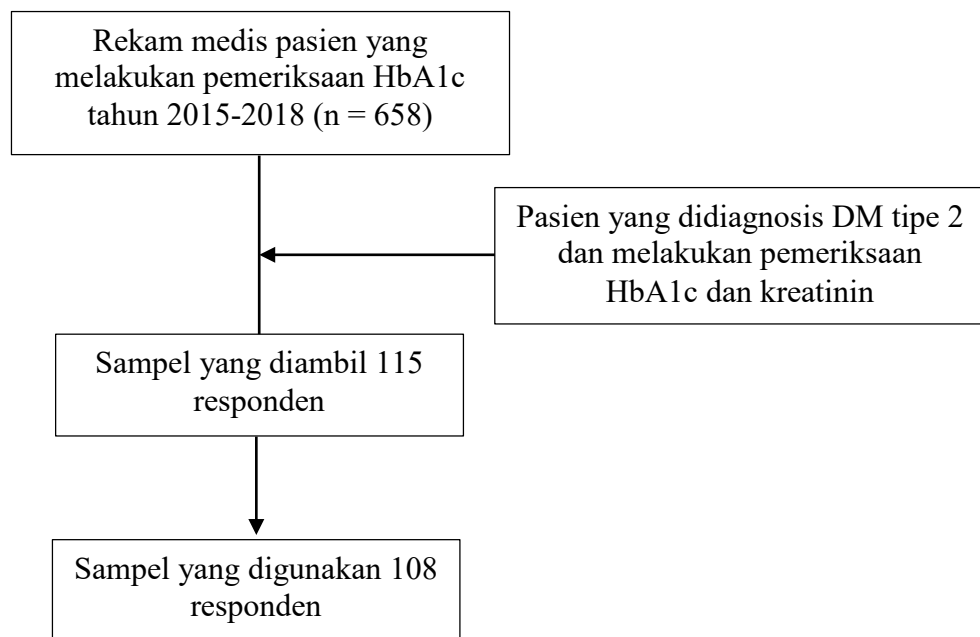 Rekam medis pasien yang
melakukan pemeriksaan HbA1c
tahun 2015-2018 (n = 658)
Pasien yang didiagnosis DM tipe 2
dan melakukan pemeriksaan
HbA1c dan kreatinin
Sampel yang diambil 115
responden
Sampel yang digunakan 108
responden